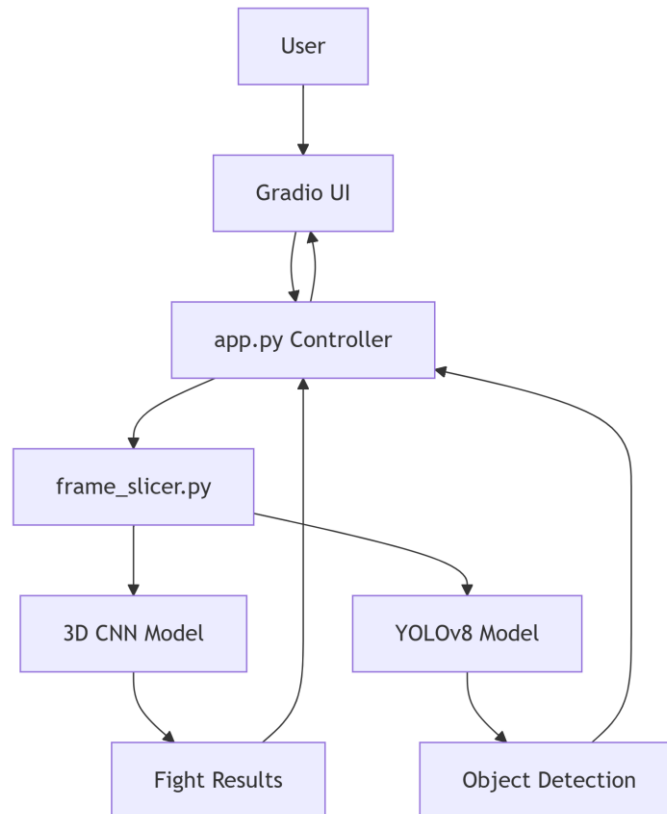 User
Gradio UI
app.py Controller
frame_slicer.py
3D CNN Model
YOLOv8 Model
Fight Results
Object Detection